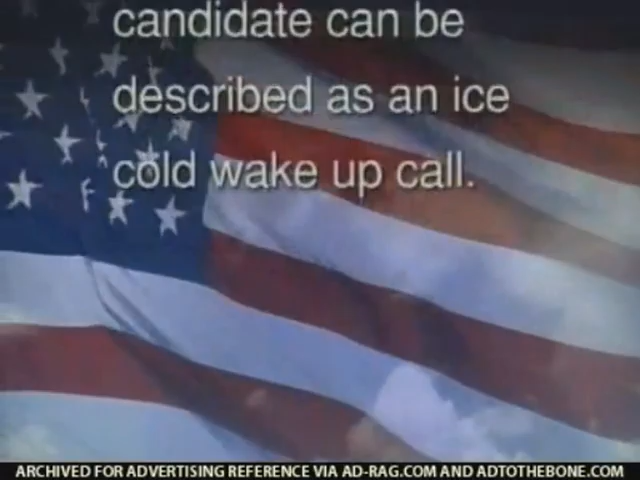 candidate can be
described as an ice
cold wake up call.
ARCHIVED FOR ADVERTISING REFERENCE VIA AD-RAG.COM AND ADTOTHEBONE.COM